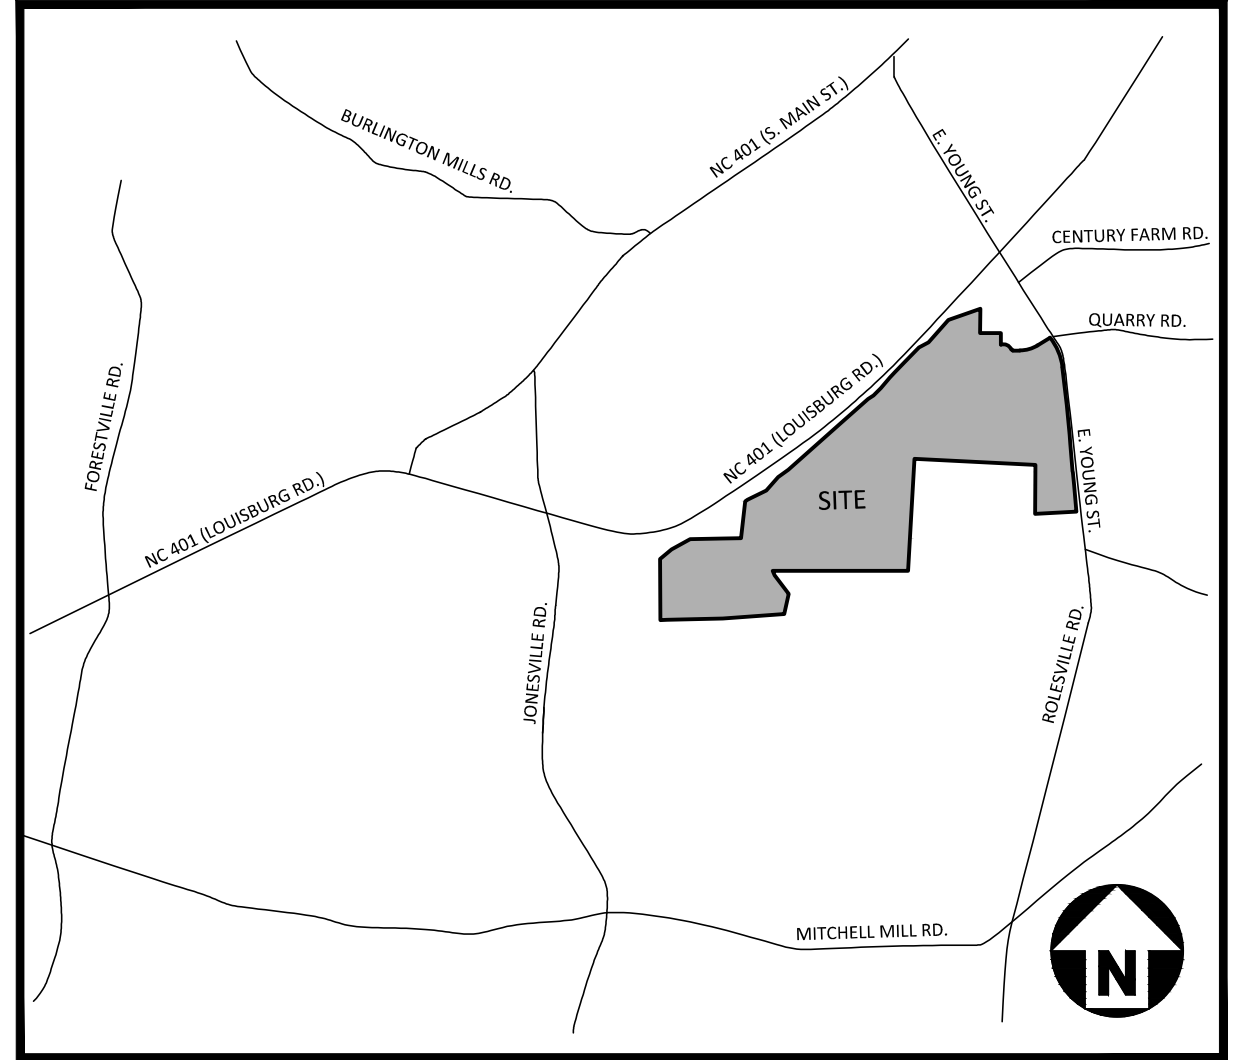 BURLINGTON MILLS RD.
NC 401 (S. MAIN ST.)
E. YOUNG ST.
CENTURY FARM RD.
QUARRY RD.
FORESTVILLE RD.
NC 401 (LOUISBURG RD.)
NC 401 (LOUISBURG RD.)
SITE
E. YOUNG ST.
JONESVILLE RD.
ROLESVILLE RD.
MITCHELL MILL RD.
N